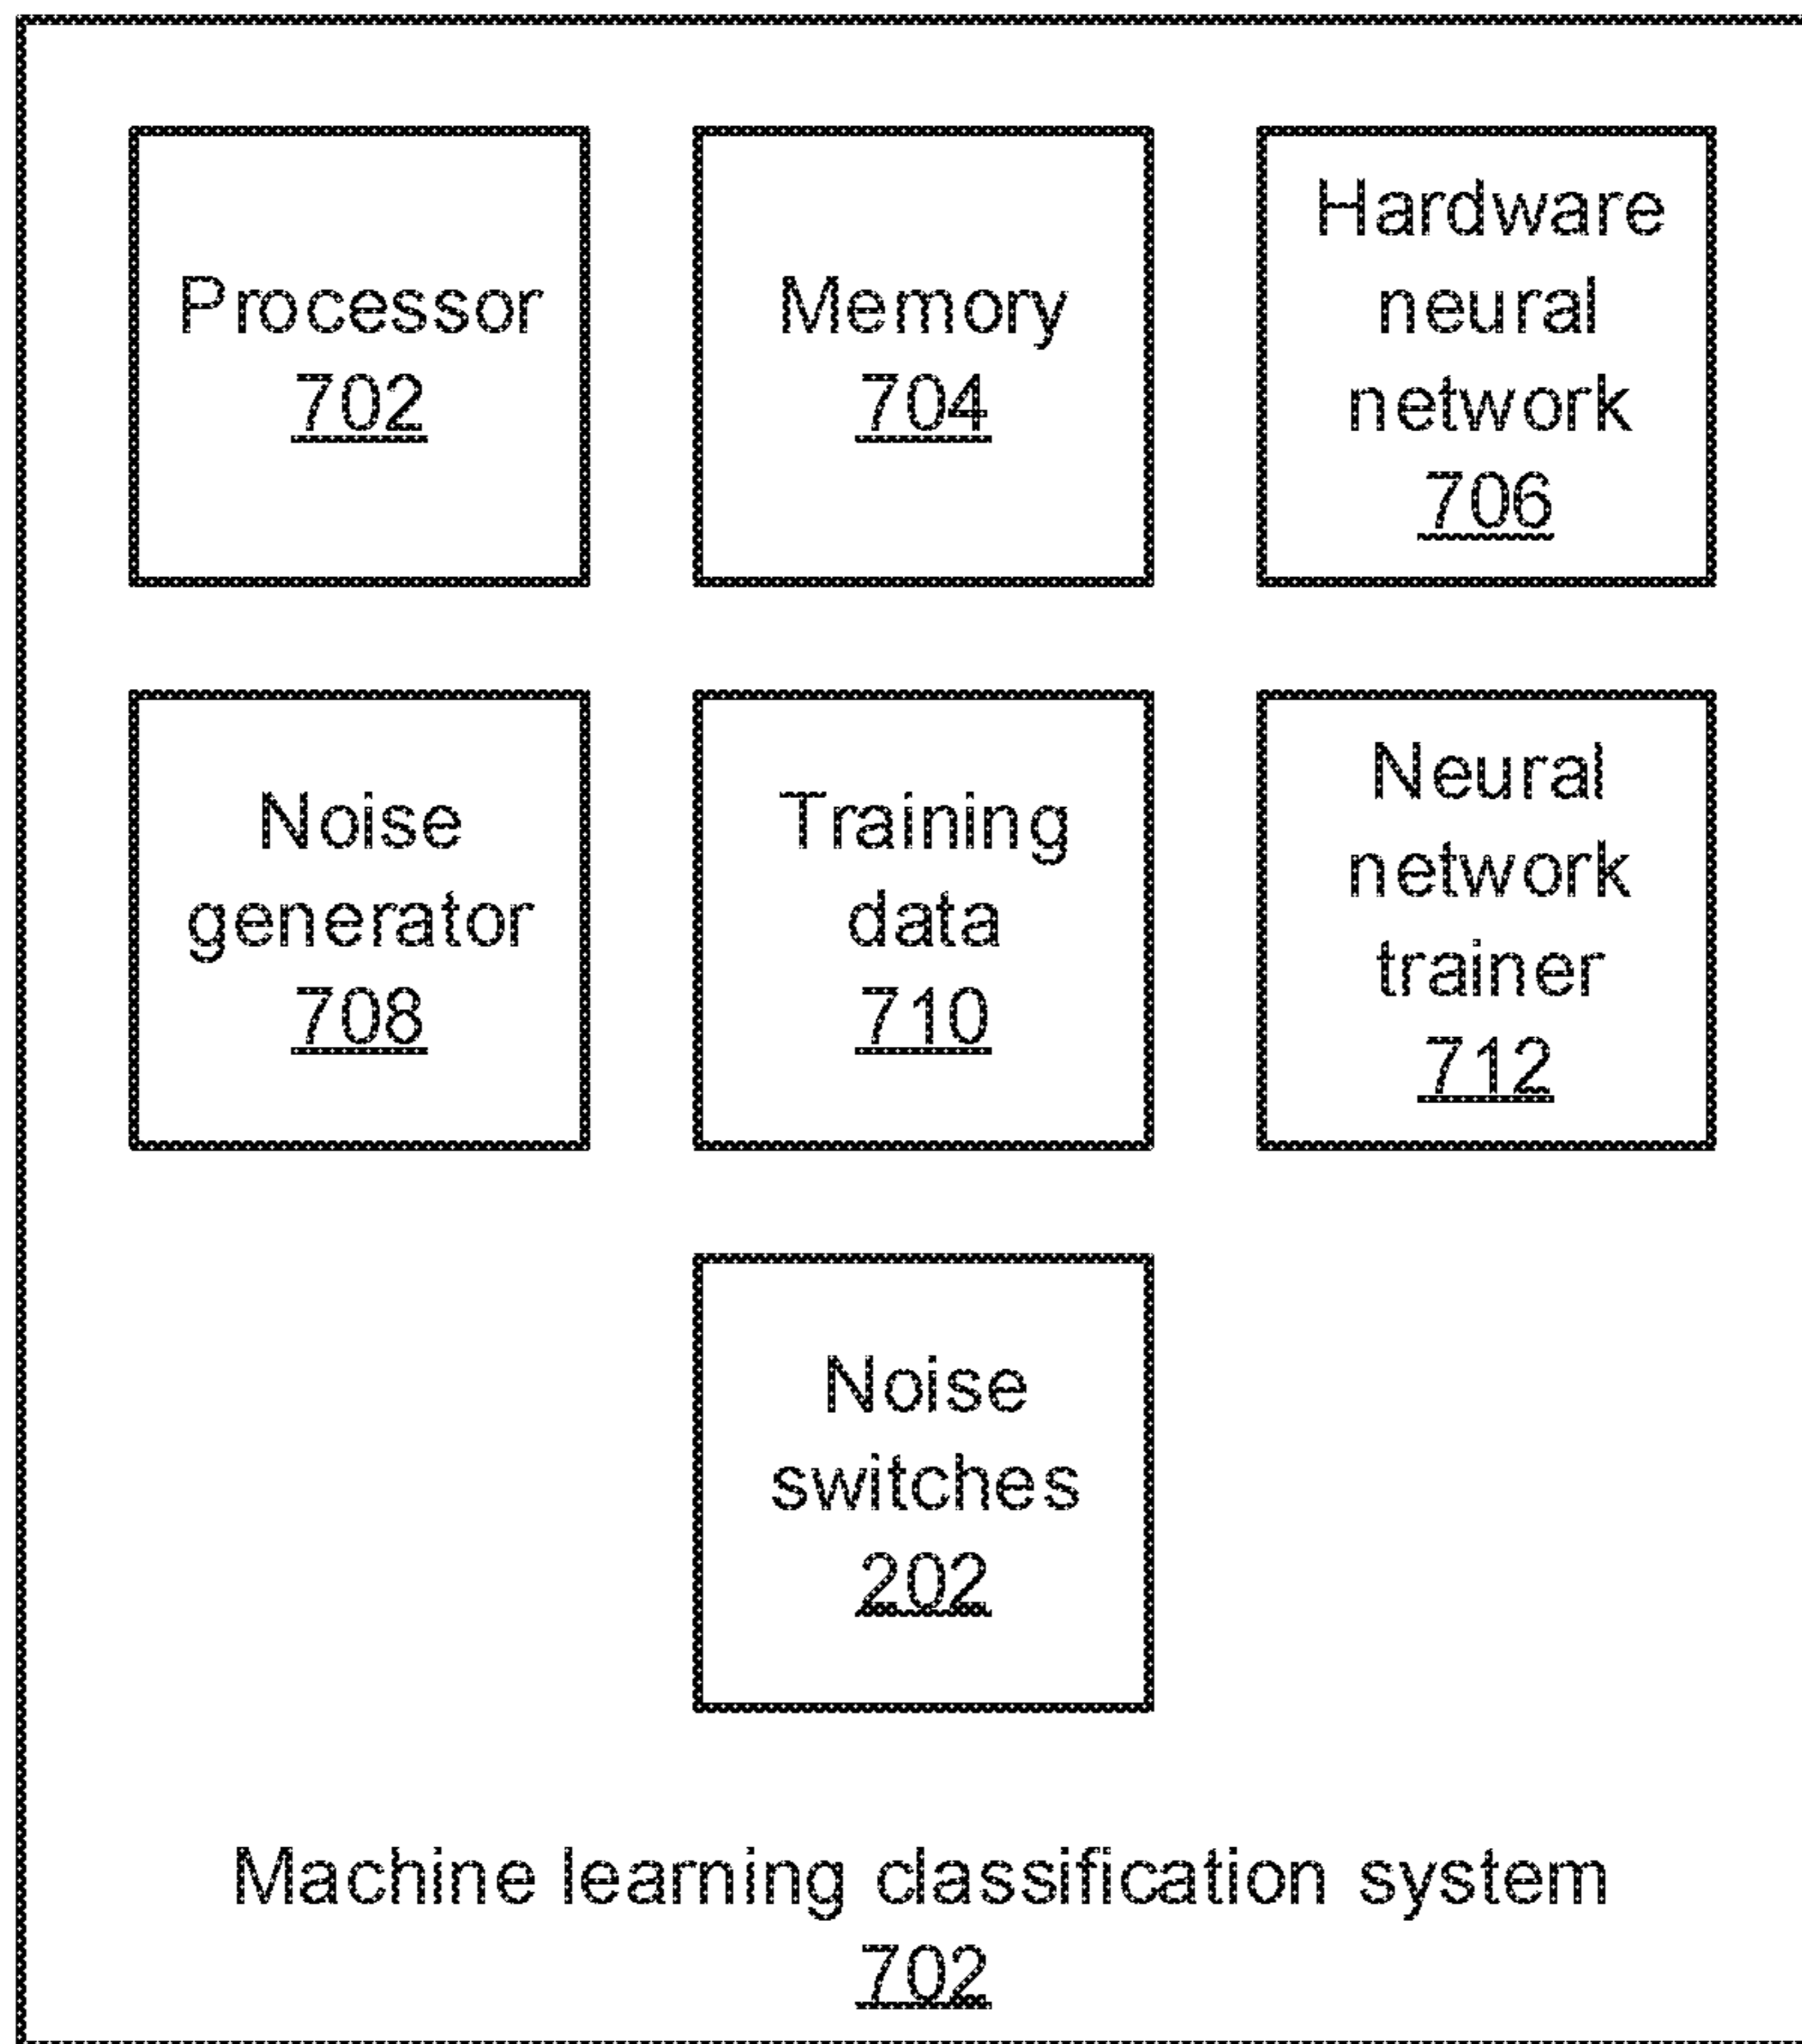 Processor
702
Memory
704
Hardware
neural
network
706
Noise
generator
708
Training
data
710
Neural
network
trainer
712
Noise
switches
202
Machine learning classification system
702